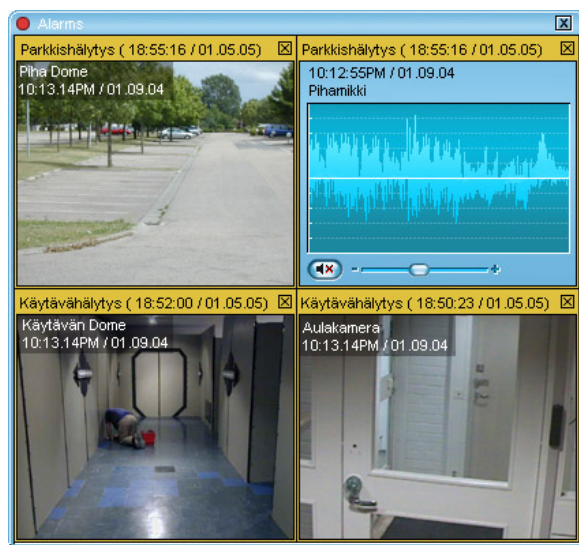 Alarms
Parkkishälytys ( 18:55:16 / 01.05.05)
Piha Dome
10:13.14PM / 01.09.04
Parkkishälytys ( 18:55:16 / 01.05.05)
10:12:55PM / 01.09.04
Pihamikki
Käytävähälytys ( 18:52:00 / 01.05.05)
Käytävän Dome
10:13.14PM / 01.09.04
Käytävähälytys ( 18:50:23 / 01.05.05)
Aulakamera
10:13.14PM / 01.09.04